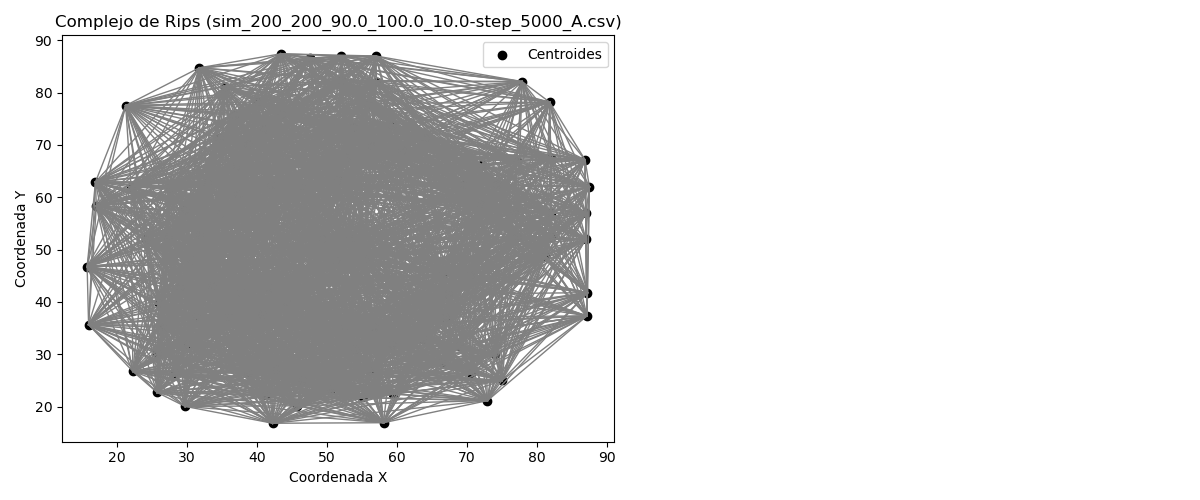 Complejo de Rips (sim_200_200_90.0_100.0_10.0-step_5000_A.csv)
Centroides
Coordenada Y
90
80
70
60
50
40
30
20
20 30 40 50 60 70 80 90
Coordenada X